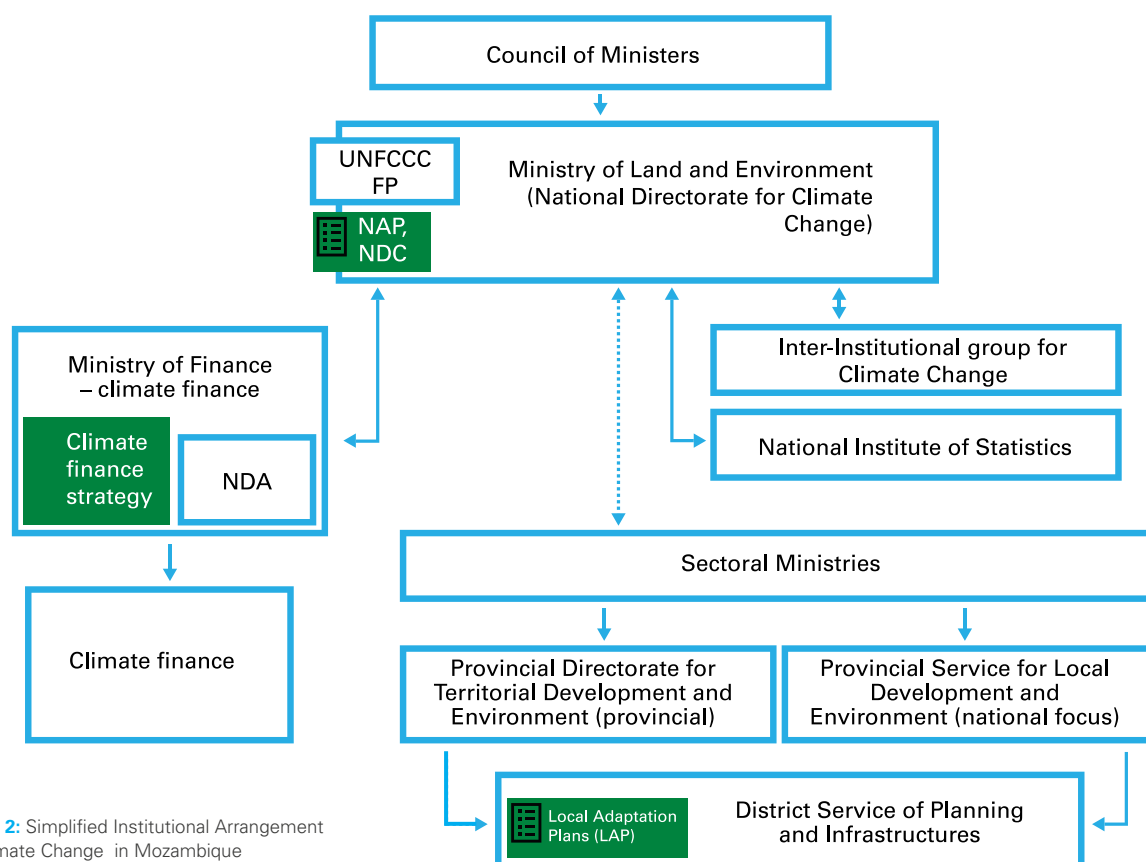 Council of Ministers
UNFCCC
FP
Ministry of Land and Environment
(National Directorate for Climate
Change)
NAP,
NDC
Ministry of Finance
– climate finance
Climate
finance
strategy
NDA
Inter-Institutional group for
Climate Change
National Institute of Statistics
Sectoral Ministries
Climate finance
Provincial Directorate for
Territorial Development and
Environment (provincial)
Provincial Service for Local
Development and
Environment (national focus)
Local Adaptation
Plans (LAP)
District Service of Planning
and Infrastructures
2: Simplified Institutional Arrangement
mate Change in Mozambique